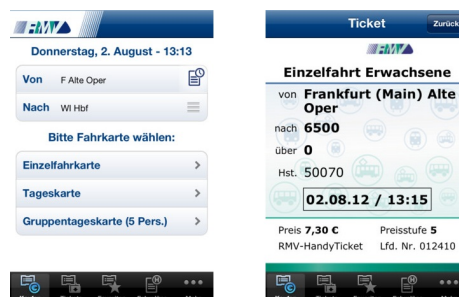 RMV
Donnerstag, 2. August - 13:13
Von F Alte Oper
Nach WI Hbf
Bitte Fahrkarte wählen:
Einzelfahrkarte
Tageskarte
Gruppentageskarte (5 Pers.)
Ticket
Zurück
RMV
Einzelfahrt Erwachsene
von Frankfurt (Main) Alte
Oper
nach 6500
über 0
Hst. 50070
02.08.12 / 13:15
Preis 7,30 € Preisstufe 5
RMV-HandyTicket Lfd. Nr. 012410